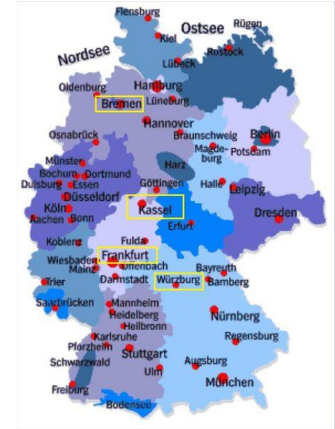 Flensburg
Ostsee
Rügen
Kiel
Nordsee
Rostock
Lübeck
Hamburg
Oldenburg
Bremen
Lüneburg
Hannover
Osnabrück
Braunschweig
Berlin
Magde-
burg
Potsdam
Münster
Harz
Bochum
Dortmund
Göttingen
Halle
Leipzig
Duisburg
Essen
Düsseldorf
Kassel
Köln
Dresden
Aachen
Bonn
Erfurt
Koblenz
Fulda
Frankfurt
Wiesbaden
Offenbach
Mainz
Bayreuth
Darmstadt
Würzburg
Bamberg
Trier
Saarbrücken
Mannheim
Heidelberg
Nürnberg
Heilbronn
Karlsruhe
Regensburg
Pforzheim
Stuttgart
Schwarzwald
Augsburg
Ulm
München
Freiburg
Bodensee